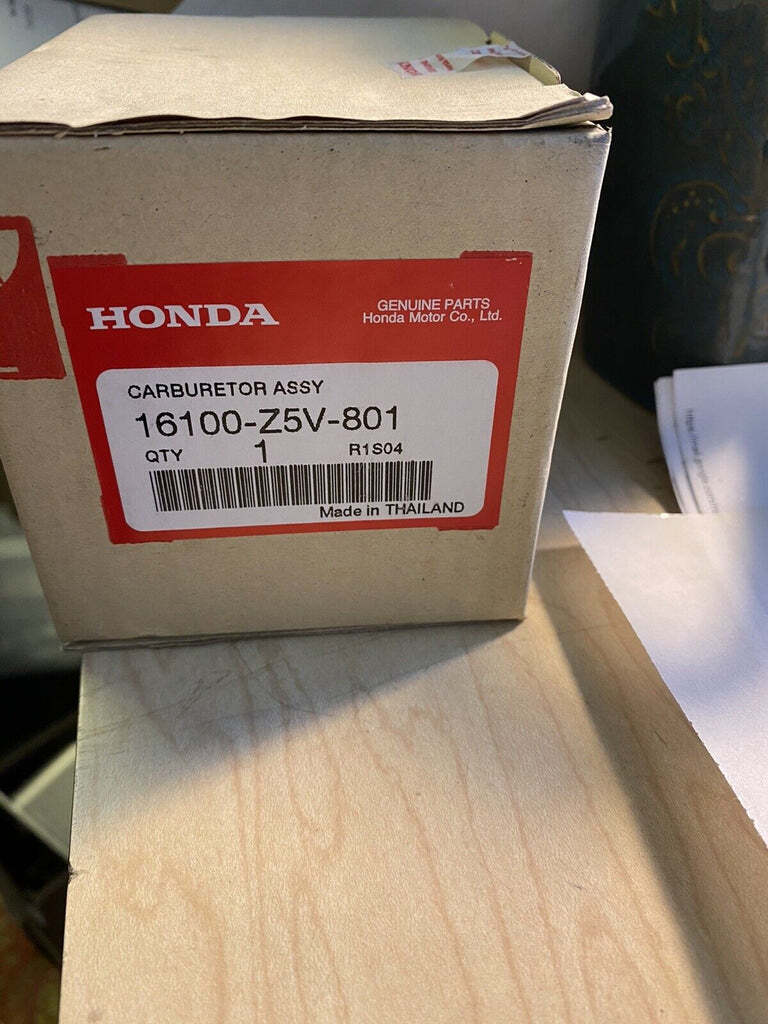 HONDA
GENUINE PARTS
Honda Motor Co., Ltd.
CARBURETOR ASSY
16100-Z5V-801
QTY 1 R1S04
Made in THAILAND